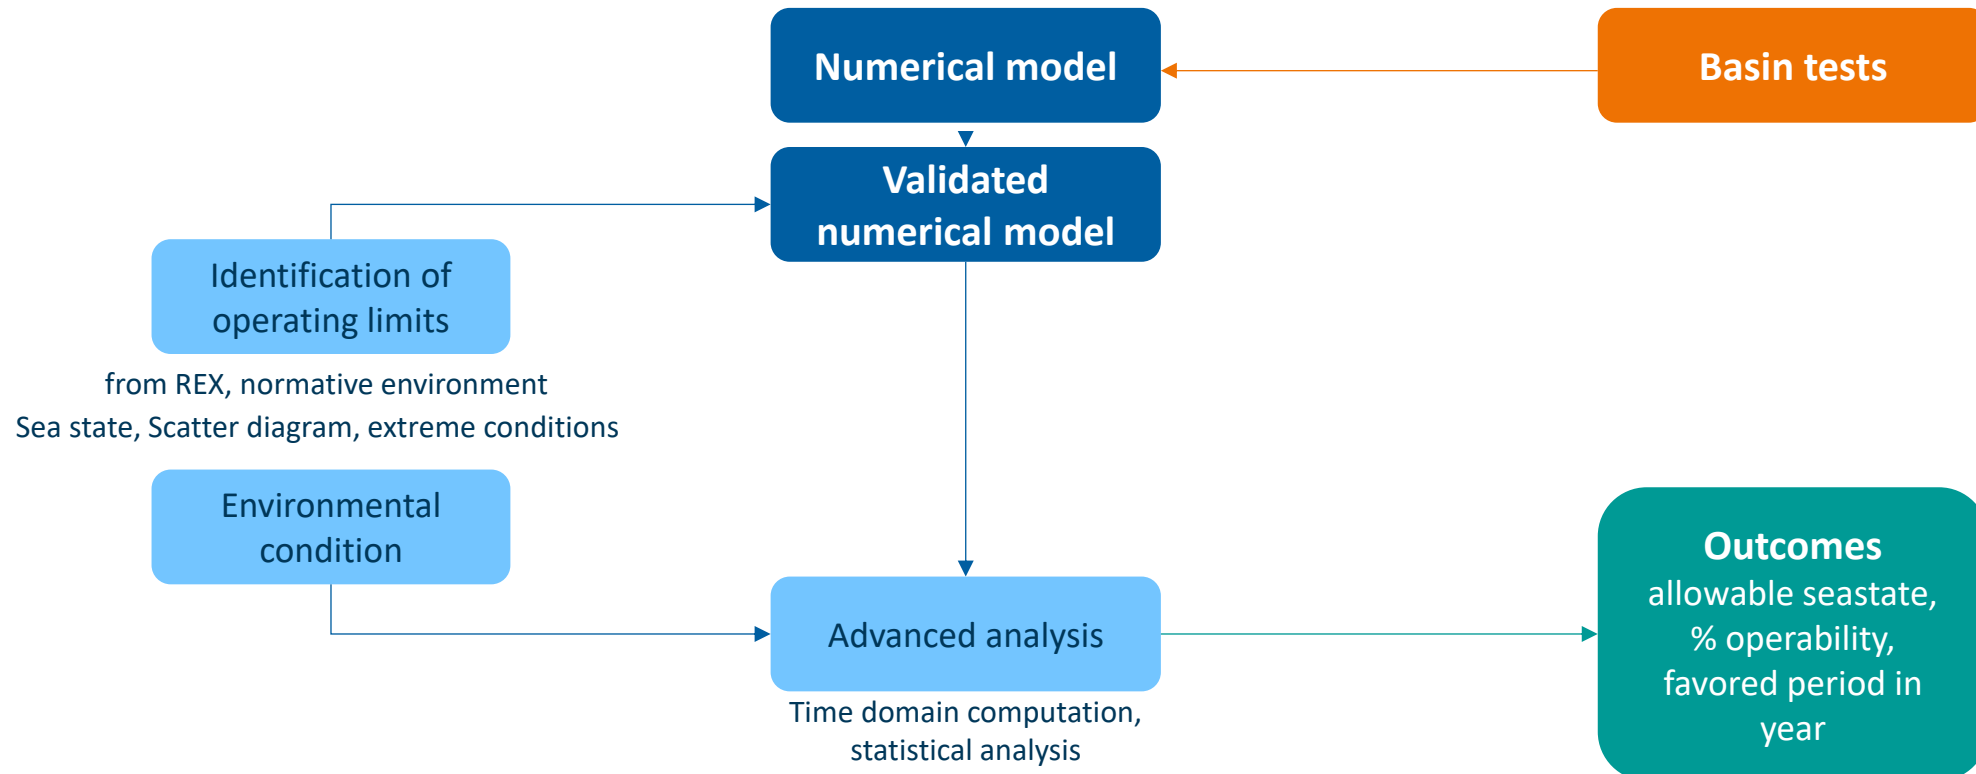 Numerical model
Basin tests
Validated
numerical model
Identification of
operating limits
from REX, normative environment
Sea state, Scatter diagram, extreme conditions
Environmental
condition
Advanced analysis
Time domain computation,
statistical analysis
Outcomes
allowable seastate,
% operability,
favored period in
year